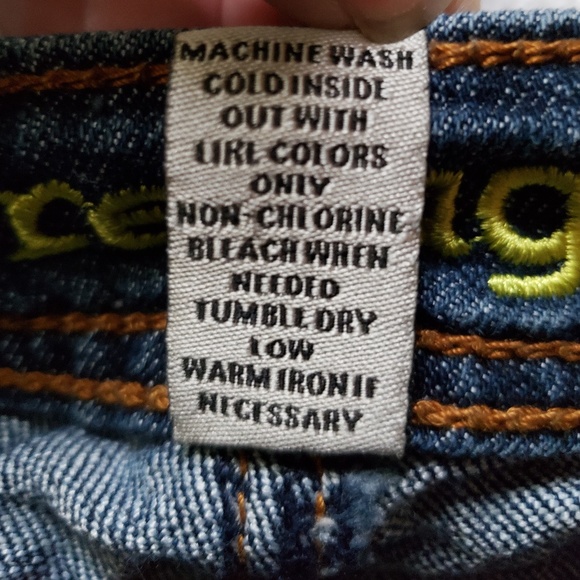 MACHINE WASH
COLD INSIDE
OUT WITH
LIKE COLORS
ONLY
NON-CHLORINE
BLEACH WHEN
NEEDED
TUMBLE DRY
LOW
WARM IRON IF
NECESSARY